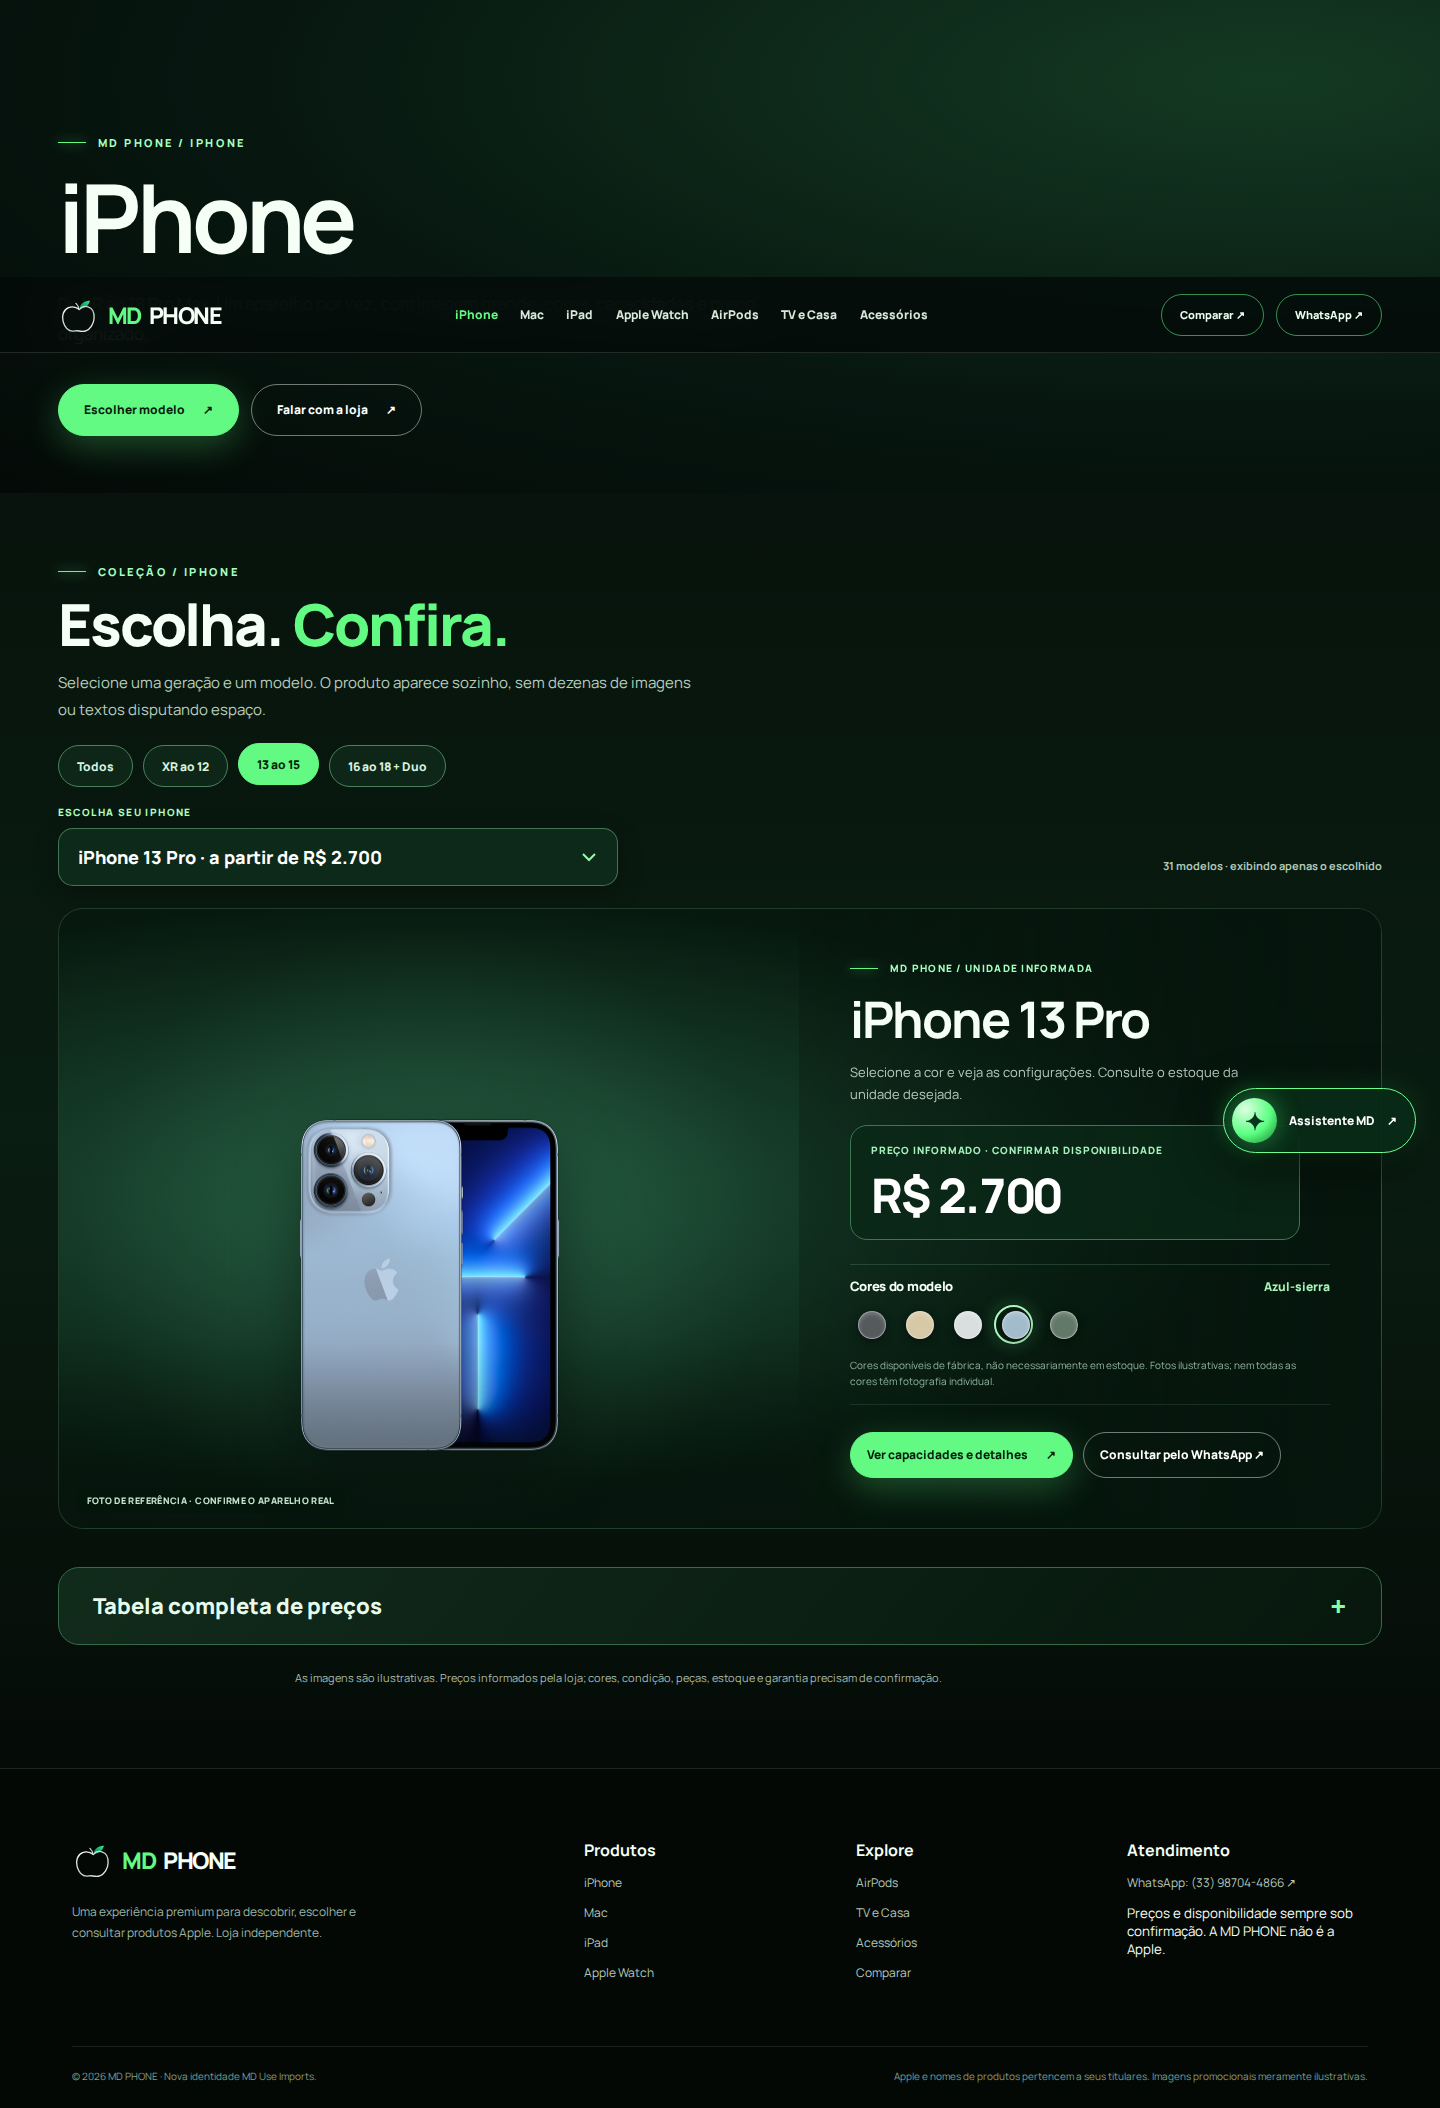 MD PHONE / IPHONE
iPhone
MD PHONE
iPhone
Mac
iPad
Apple Watch
AirPods
TV e Casa
Acessórios
Comparar ↗
WhatsApp ↗
organizado
Escolher modelo ↗
Falar com a loja ↗
COLEÇÃO / IPHONE
Escolha. Confira.
Selecione uma geração e um modelo. O produto aparece sozinho, sem dezenas de imagens
ou textos disputando espaço.
Todos
XR ao 12
13 ao 15
16 ao 18 + Duo
ESCOLHA SEU IPHONE
iPhone 13 Pro · a partir de R$ 2.700
31 modelos · exibindo apenas o escolhido
MD PHONE / UNIDADE INFORMADA
iPhone 13 Pro
Selecione a cor e veja as configurações. Consulte o estoque da
unidade desejada.
Assistente MD ↗
PREÇO INFORMADO · CONFIRMAR DISPONIBILIDADE
R$ 2.700
Cores do modelo
Azul-sierra
Cores disponíveis de fábrica, não necessariamente em estoque. Fotos ilustrativas; nem todas as
cores têm fotografia individual.
Ver capacidades e detalhes ↗
Consultar pelo WhatsApp ↗
FOTO DE REFERÊNCIA · CONFIRME O APARELHO REAL
Tabela completa de preços +
As imagens são ilustrativas. Preços informados pela loja; cores, condição, peças, estoque e garantia precisam de confirmação.
MD PHONE
Uma experiência premium para descobrir, escolher e
consultar produtos Apple. Loja independente.
Produtos
iPhone
Mac
iPad
Apple Watch
Explore
AirPods
TV e Casa
Acessórios
Comparar
Atendimento
WhatsApp: (33) 98704-4866 ↗
Preços e disponibilidade sempre sob
confirmação. A MD PHONE não é a
Apple.
© 2026 MD PHONE · Nova identidade MD Use Imports.
Apple e nomes de produtos pertencem a seus titulares. Imagens promocionais meramente ilustrativas.